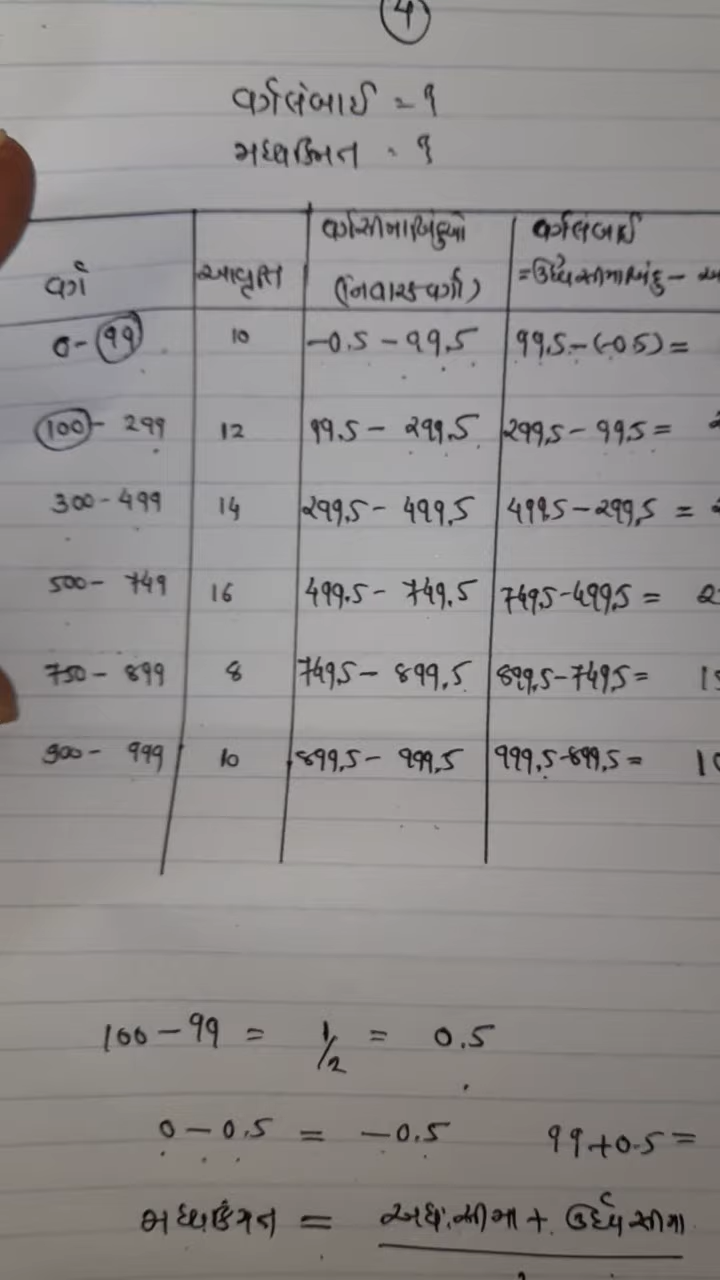 4
વર્ગલંબાઈ = ?
મધ્યકિંમત = ?
વર્ગ આવૃત્તિ વર્ગસીમાબિંદુઓ (નિવારક વર્ગો) વર્ગલંબાઈ = ઉર્ધ્વસીમાબિંદુ -
0 - 99 10 -0.5 - 99.5 99.5 - (-0.5) =
100 - 299 12 99.5 - 299.5 299.5 - 99.5 =
300 - 499 14 299.5 - 499.5 499.5 - 299.5 =
500 - 749 16 499.5 - 749.5 749.5 - 499.5 = 2
750 - 899 8 749.5 - 899.5 899.5 - 749.5 = 1
900 - 999 10 899.5 - 999.5 999.5 - 899.5 = 10
100 - 99 = 1/2 = 0.5
0 - 0.5 = -0.5 99 + 0.5 =
મધ્યકિંમત = અધઃસીમા + ઉર્ધ્વસીમા